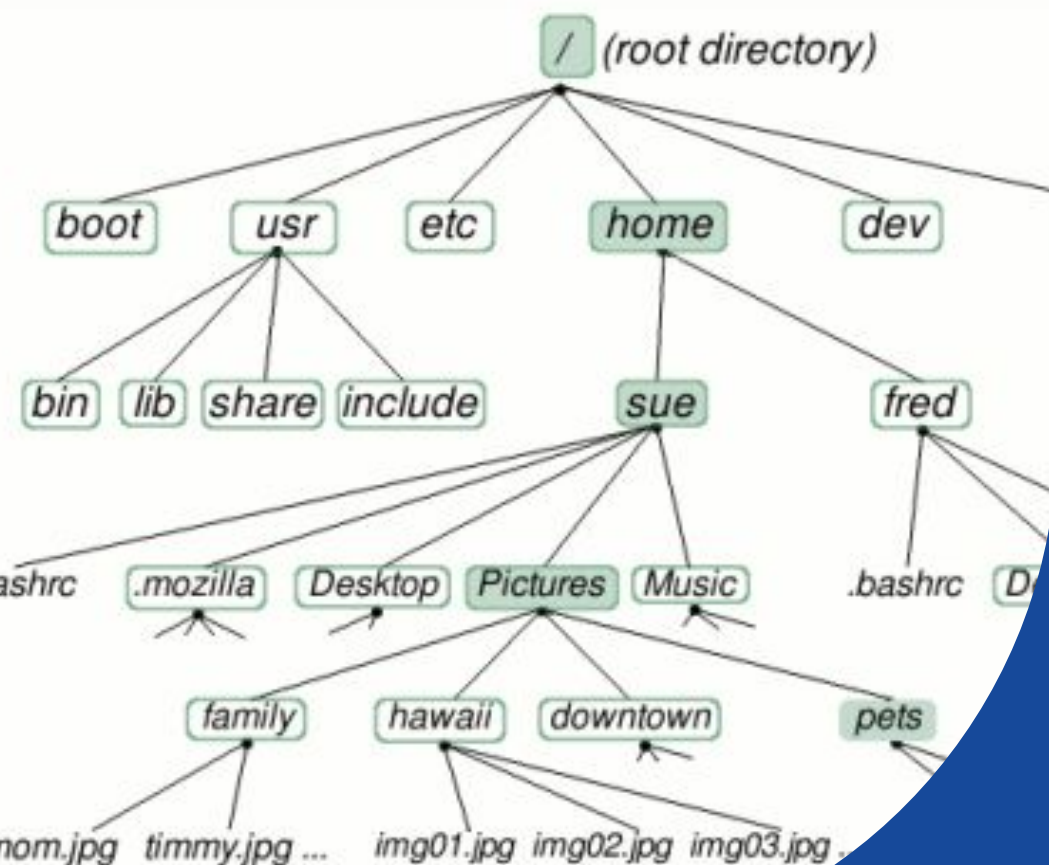 / (root directory)
boot usr etc home dev
bin lib share include sue fred
.mozilla Desktop Pictures Music .bashrc
family hawaii downtown pets
timmy.jpg ... img01.jpg img02.jpg img03.jpg